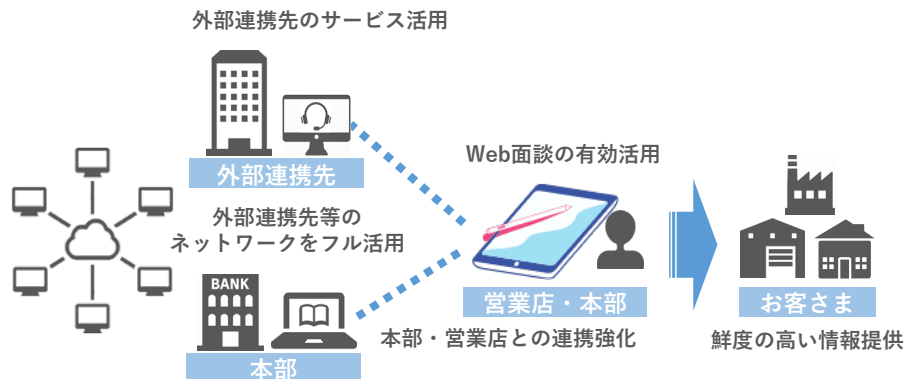 外部連携先のサービス活用
外部連携先
外部連携先等の
ネットワークをフル活用
BANK
本部
Web面談の有効活用
営業店・本部
本部・営業店との連携強化
お客さま
鮮度の高い情報提供